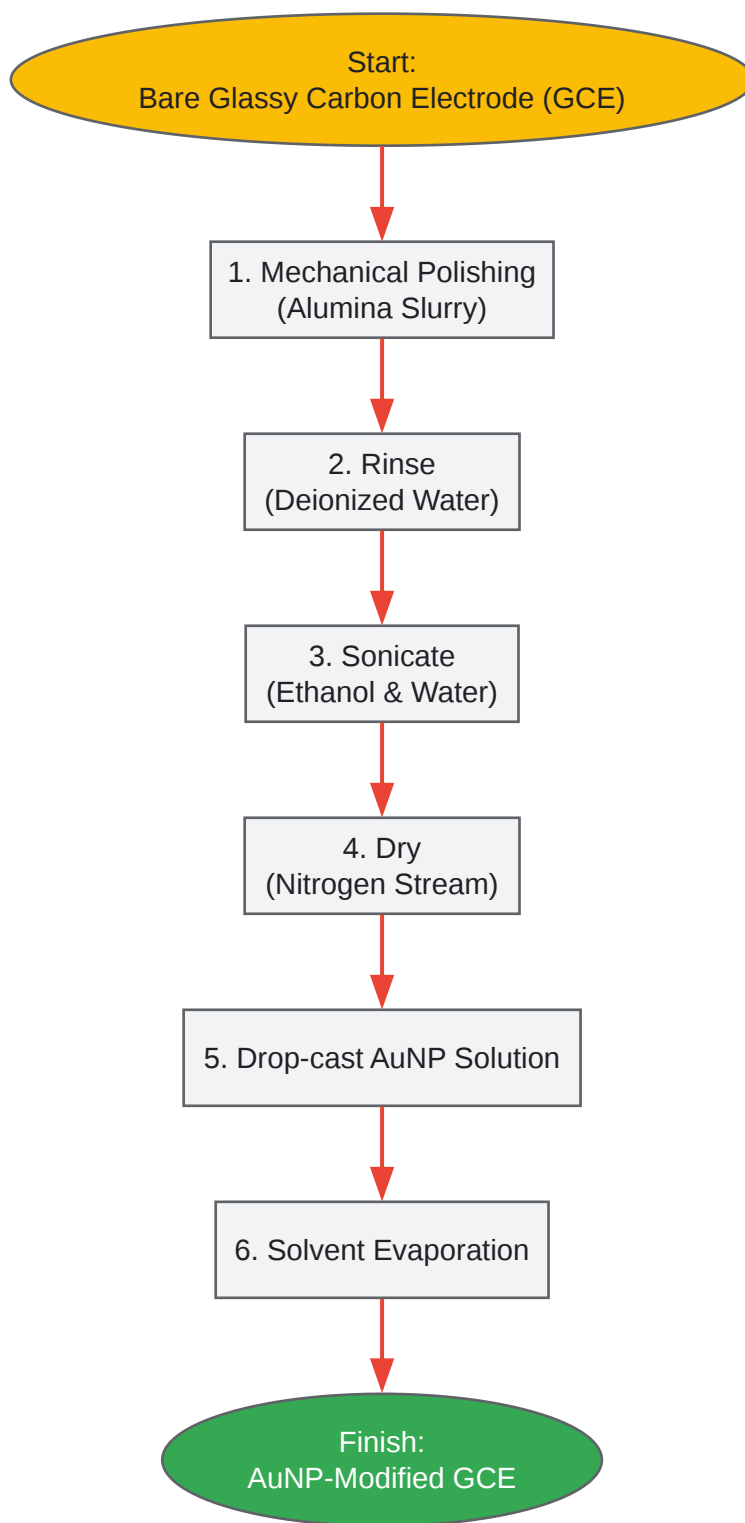 Start:
Bare Glassy Carbon Electrode (GCE)
1. Mechanical Polishing
(Alumina Slurry)
2. Rinse
(Deionized Water)
3. Sonicate
(Ethanol & Water)
4. Dry
(Nitrogen Stream)
5. Drop-cast AuNP Solution
6. Solvent Evaporation
Finish:
AuNP-Modified GCE